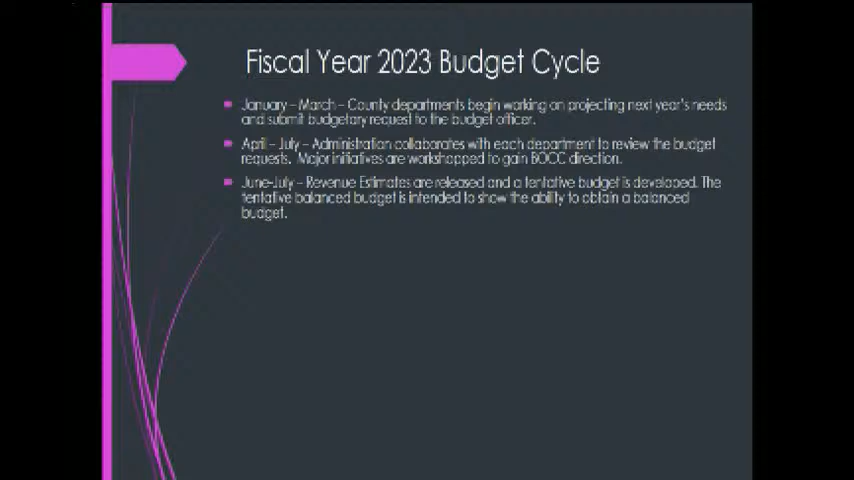 Fiscal Year 2023 Budget Cycle
January – March – County departments begin working on projecting next year's needs
and submit budgetary request to the budget officer.
April – July – Administration collaborates with each department to review the budget
requests. Major initiatives are workshopped to gain BOCC direction.
June-July – Revenue Estimates are released and a tentative budget is developed. The
tentative balanced budget is intended to show the ability to obtain a balanced
budget.